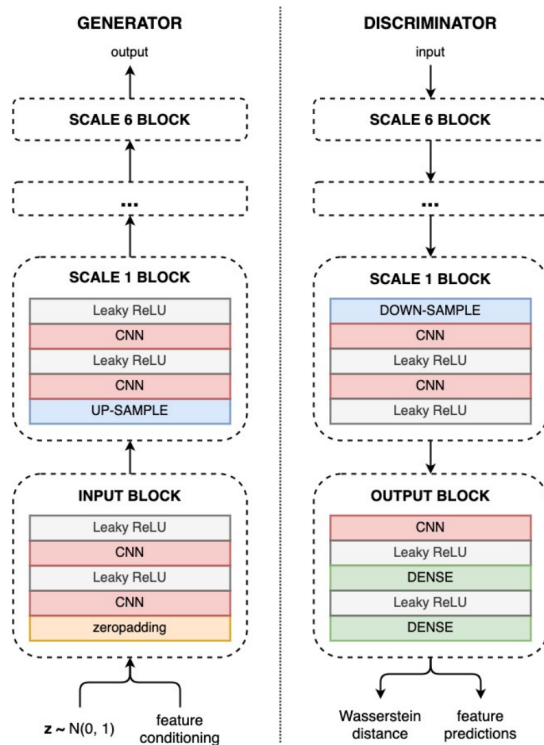 GENERATOR
output
SCALE 6 BLOCK
...
SCALE 1 BLOCK
Leaky ReLU
CNN
Leaky ReLU
CNN
UP-SAMPLE
INPUT BLOCK
Leaky ReLU
CNN
Leaky ReLU
CNN
zeropadding
z ~ N(0, 1)
feature
conditioning
DISCRIMINATOR
input
SCALE 6 BLOCK
...
SCALE 1 BLOCK
DOWN-SAMPLE
CNN
Leaky ReLU
CNN
Leaky ReLU
OUTPUT BLOCK
CNN
Leaky ReLU
DENSE
Leaky ReLU
DENSE
Wasserstein
distance
feature
predictions